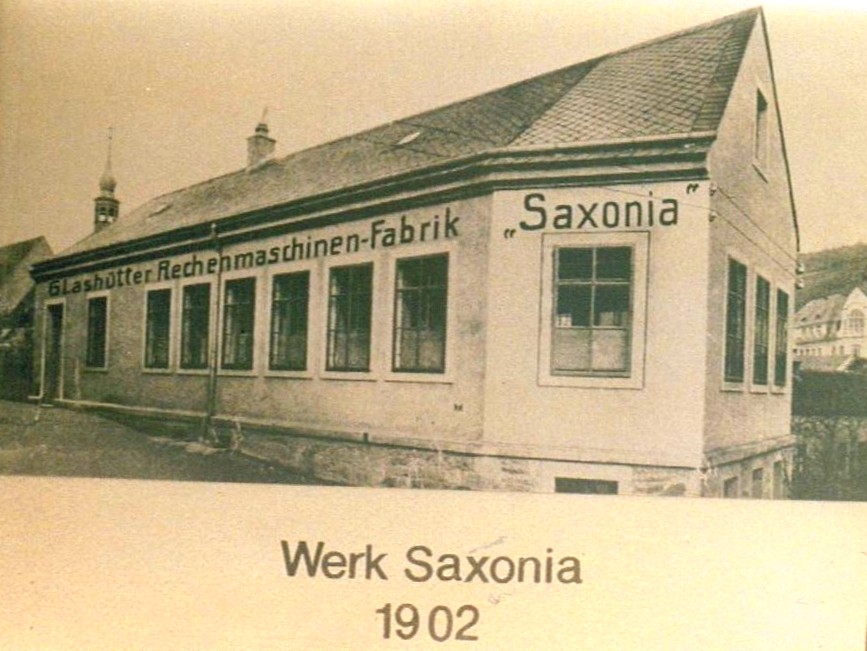 Glashütter Rechenmaschinen-Fabrik
„Saxonia”
Werk Saxonia
1902